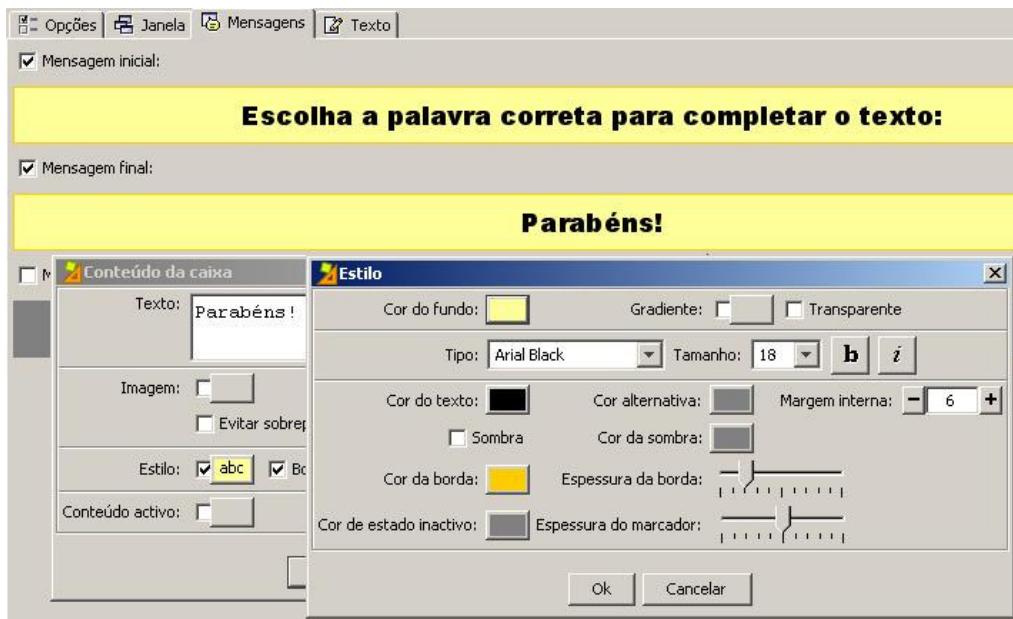 Opções Janela Mensagens Texto
Mensagem inicial:
Escolha a palavra correta para completar o texto:
Mensagem final:
Parabéns!
Conteúdo da caixa
Texto: Parabéns!
Imagem:
Evitar sobrep
Estilo: abc Bo
Conteúdo activo:
Estilo
Cor do fundo: Gradiente: Transparente
Tipo: Arial Black Tamanho: 18 b i
Cor do texto: Cor alternativa: Margem interna: 6
Sombra Cor da sombra:
Cor da borda: Espessura da borda:
Cor de estado inactivo: Espessura do marcador:
Ok Cancelar